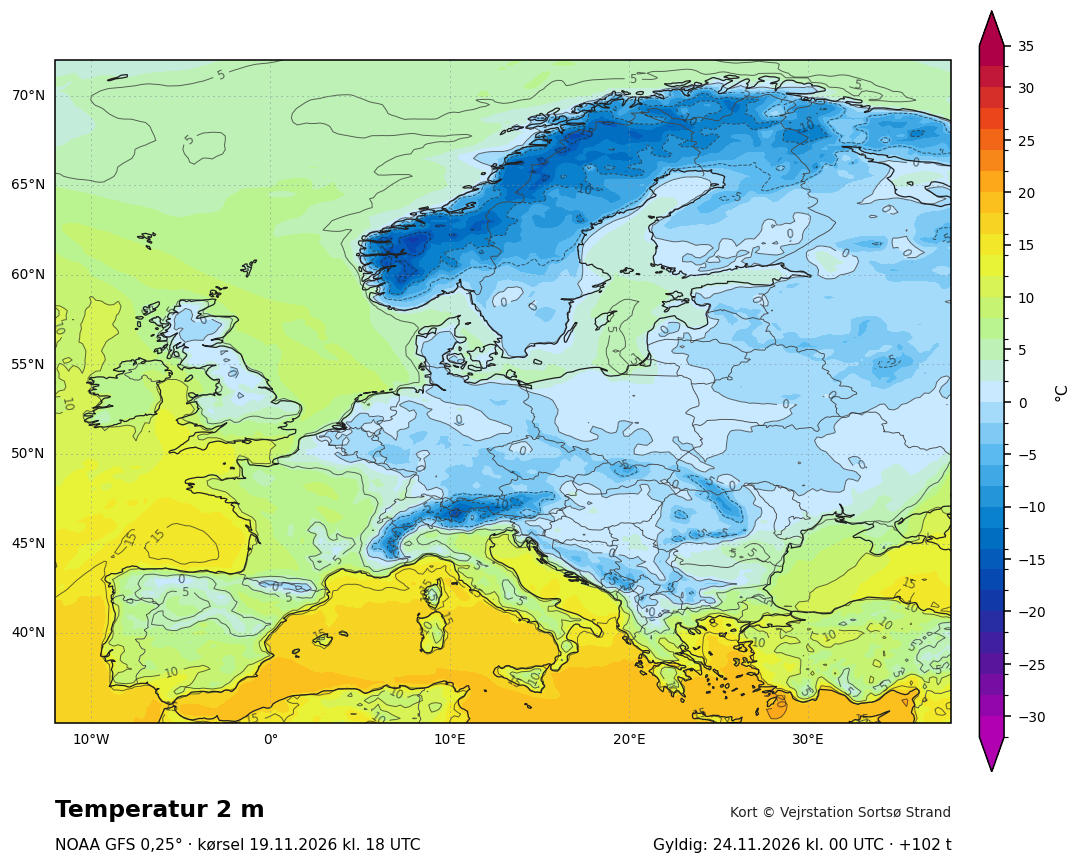 35
30
25
20
15
10
5
0
−5
−10
−15
−20
−25
−30
°C
70°N
65°N
60°N
55°N
50°N
45°N
40°N
10°W
0°
10°E
20°E
30°E
Temperatur 2 m
Kort © Vejrstation Sortsø Strand
NOAA GFS 0,25° · kørsel 19.11.2026 kl. 18 UTC
Gyldig: 24.11.2026 kl. 00 UTC · +102 t